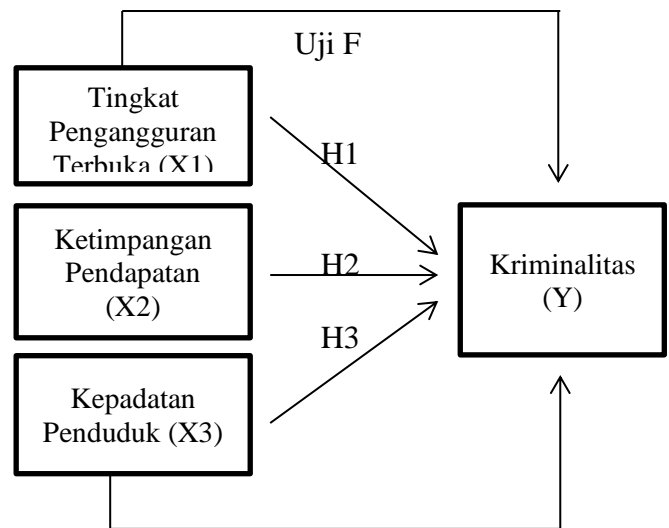 Uji F
Tingkat
Pengangguran
Terbuka (X1)
H1
Ketimpangan
Pendapatan
(X2)
H2
Kriminalitas
(Y)
H3
Kepadatan
Penduduk (X3)